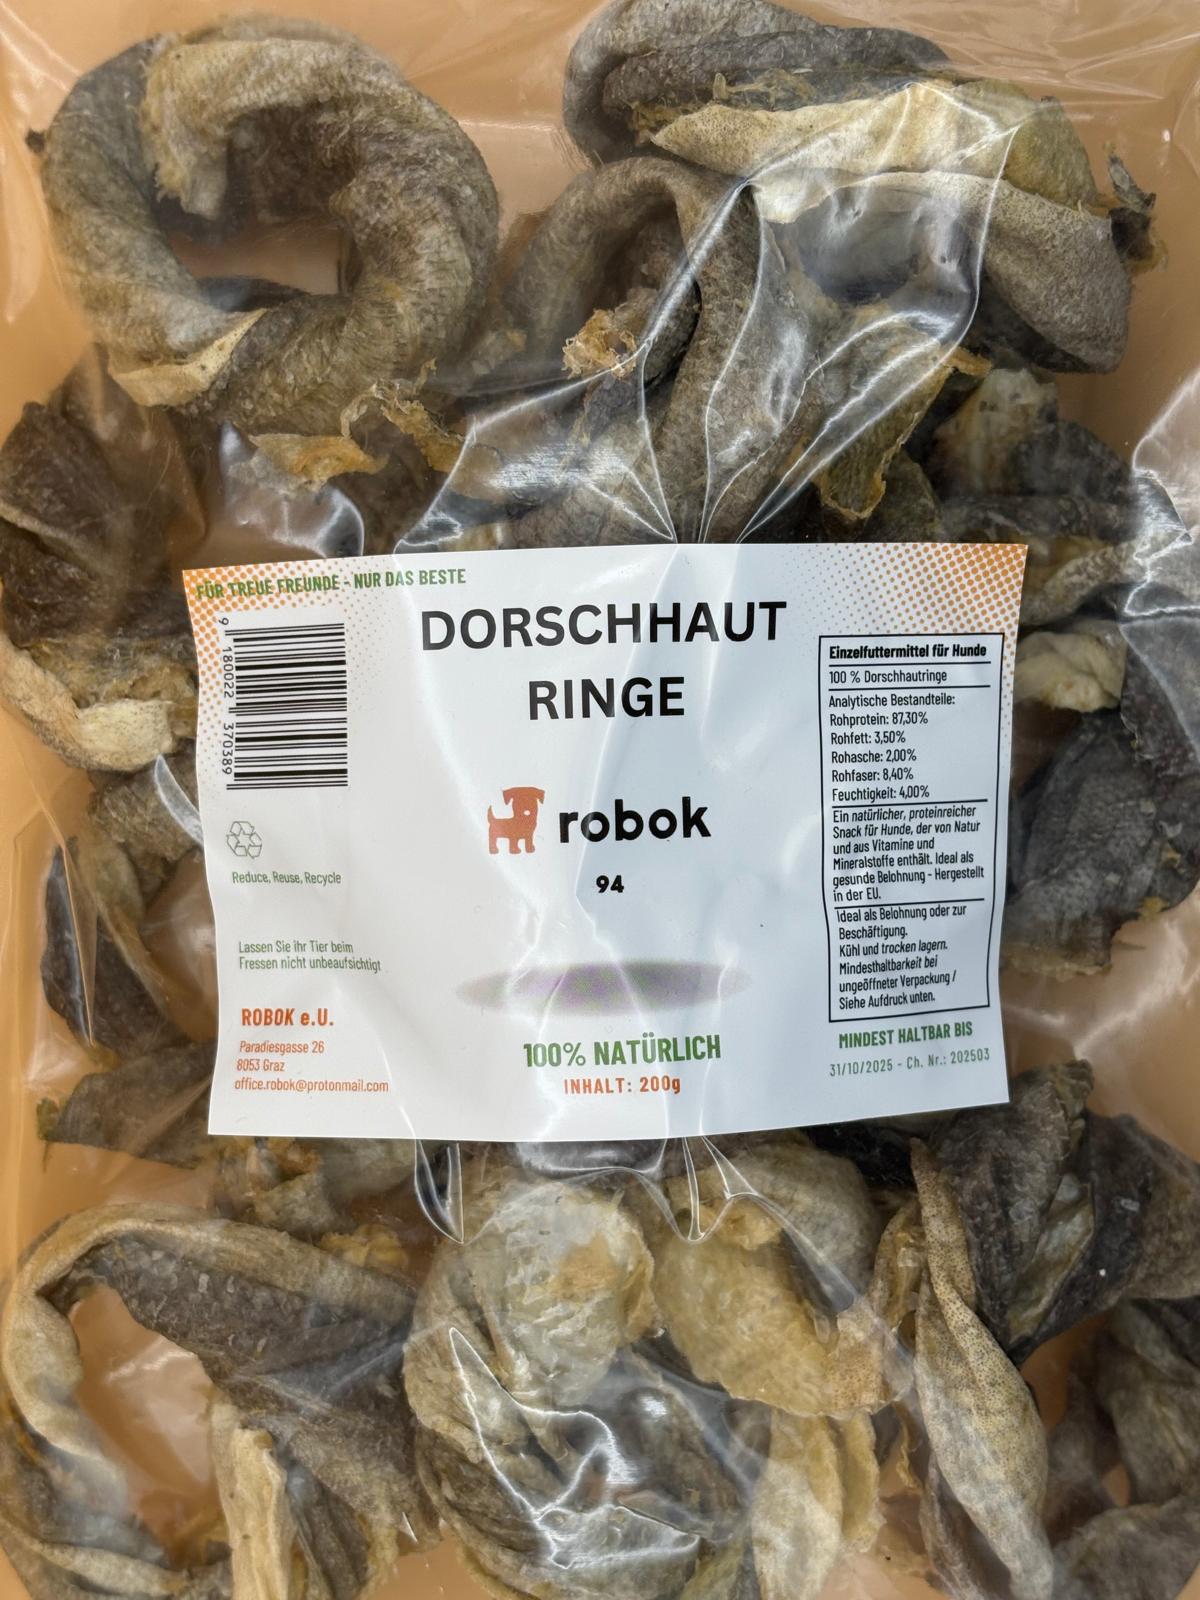 FÜR TREUE FREUNDE - NUR DAS BESTE
DORSCHHAUT
RINGE
9 180022 370389
robok
94
Reduce, Reuse, Recycle
Lassen Sie ihr Tier beim
Fressen nicht unbeaufsichtigt
ROBOK e.U.
Paradiesgasse 26
8053 Graz
office.robok@protonmail.com
100% NATÜRLICH
INHALT: 200g
Einzelfuttermittel für Hunde
100 % Dorschhautringe
Analytische Bestandteile:
Rohprotein: 87,30%
Rohfett: 3,50%
Rohasche: 2,00%
Rohfaser: 8,40%
Feuchtigkeit: 4,00%
Ein natürlicher, proteinreicher
Snack für Hunde, der von Natur
und aus Vitamine und
Mineralstoffe enthält. Ideal als
gesunde Belohnung - Hergestellt
in der EU.
Ideal als Belohnung oder zur
Beschäftigung.
Kühl und trocken lagern.
Mindesthaltbarkeit bei
ungeöffneter Verpackung /
Siehe Aufdruck unten.
MINDEST HALTBAR BIS
31/10/2025 - Ch. Nr.: 202503